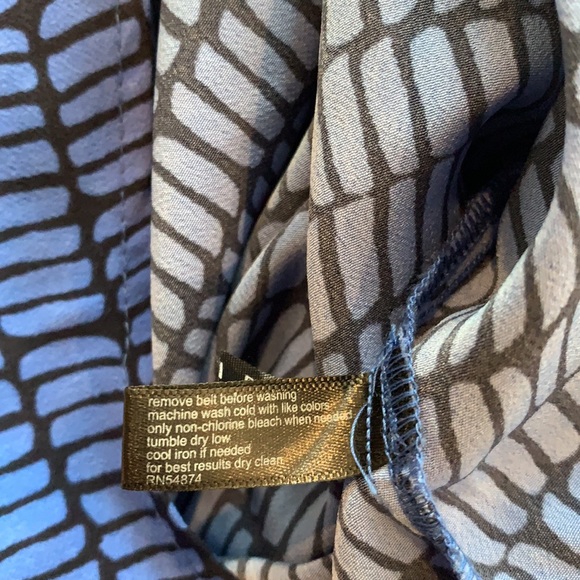 remove belt before washing
machine wash cold with like colors
only non-chlorine bleach when needed
tumble dry low
cool iron if needed
for best results dry clean
RN54874